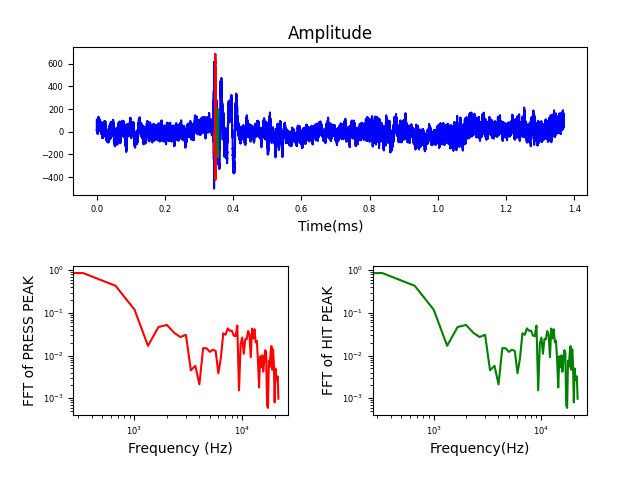 Amplitude
600
400
200
0
−200
−400
0.0 0.2 0.4 0.6 0.8 1.0 1.2 1.4
Time(ms)
FFT of PRESS PEAK
10⁰
10⁻¹
10⁻²
10⁻³
10³ 10⁴
Frequency (Hz)
FFT of HIT PEAK
10⁰
10⁻¹
10⁻²
10⁻³
10³ 10⁴
Frequency(Hz)